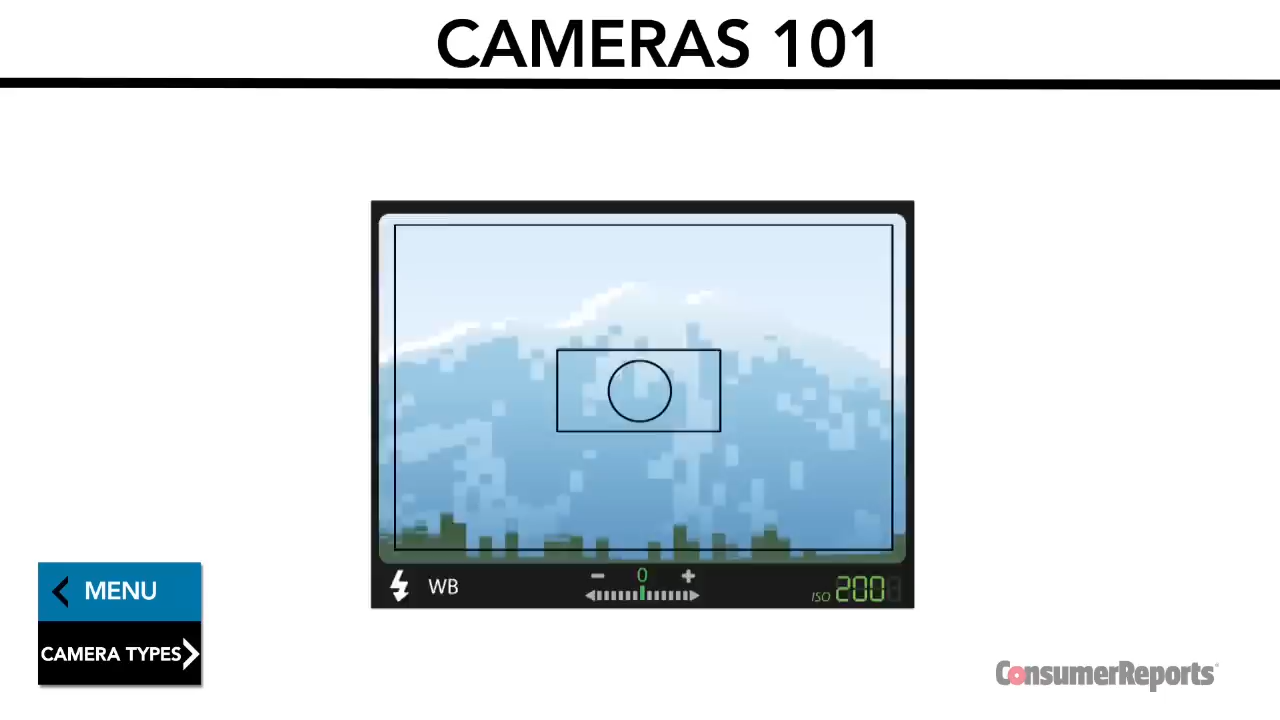 CAMERAS 101
− 0 +
WB
ISO 200
MENU
CAMERA TYPES
ConsumerReports